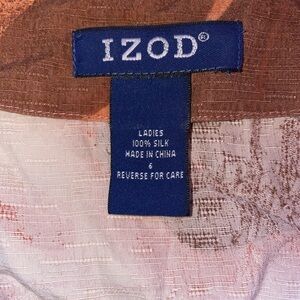 IZOD®
LADIES
100% SILK
MADE IN CHINA
6
REVERSE FOR CARE